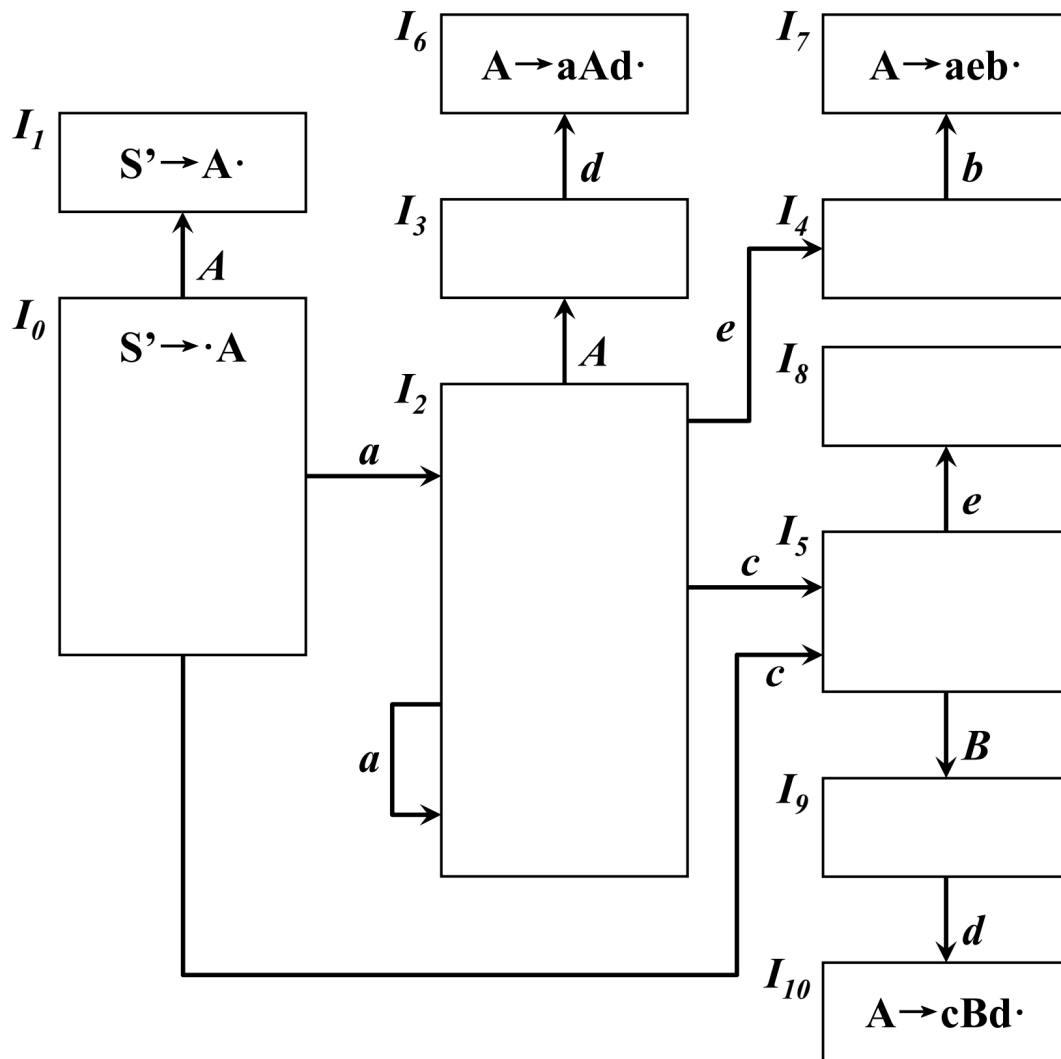 I6
A→aAd·
I7
A→aeb·
I1
S’→A·
d
b
I3
I4
A
I0
S’→·A
e
A
I8
I2
a
e
I5
c
c
a
B
I9
d
I10
A→cBd·